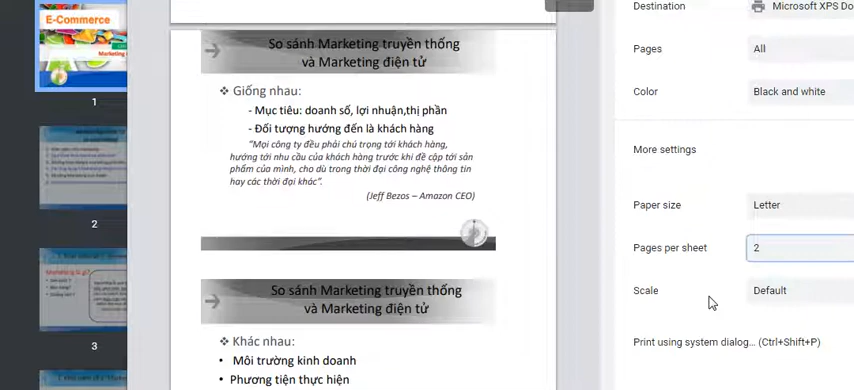 E-Commerce
1
2
Marketing là gì?
3
So sánh Marketing truyền thống
và Marketing điện tử
❖ Giống nhau:
- Mục tiêu: doanh số, lợi nhuận,thị phần
- Đối tượng hướng đến là khách hàng
"Mọi công ty đều phải chú trọng tới khách hàng,
hướng tới nhu cầu của khách hàng trước khi đề cập tới sản
phẩm của mình, cho dù trong thời đại công nghệ thông tin
hay các thời đại khác".
(Jeff Bezos – Amazon CEO)
So sánh Marketing truyền thống
và Marketing điện tử
❖ Khác nhau:
• Môi trường kinh doanh
• Phương tiện thực hiện
Destination Microsoft XPS Do
Pages All
Color Black and white
More settings
Paper size Letter
Pages per sheet 2
Scale Default
Print using system dialog... (Ctrl+Shift+P)